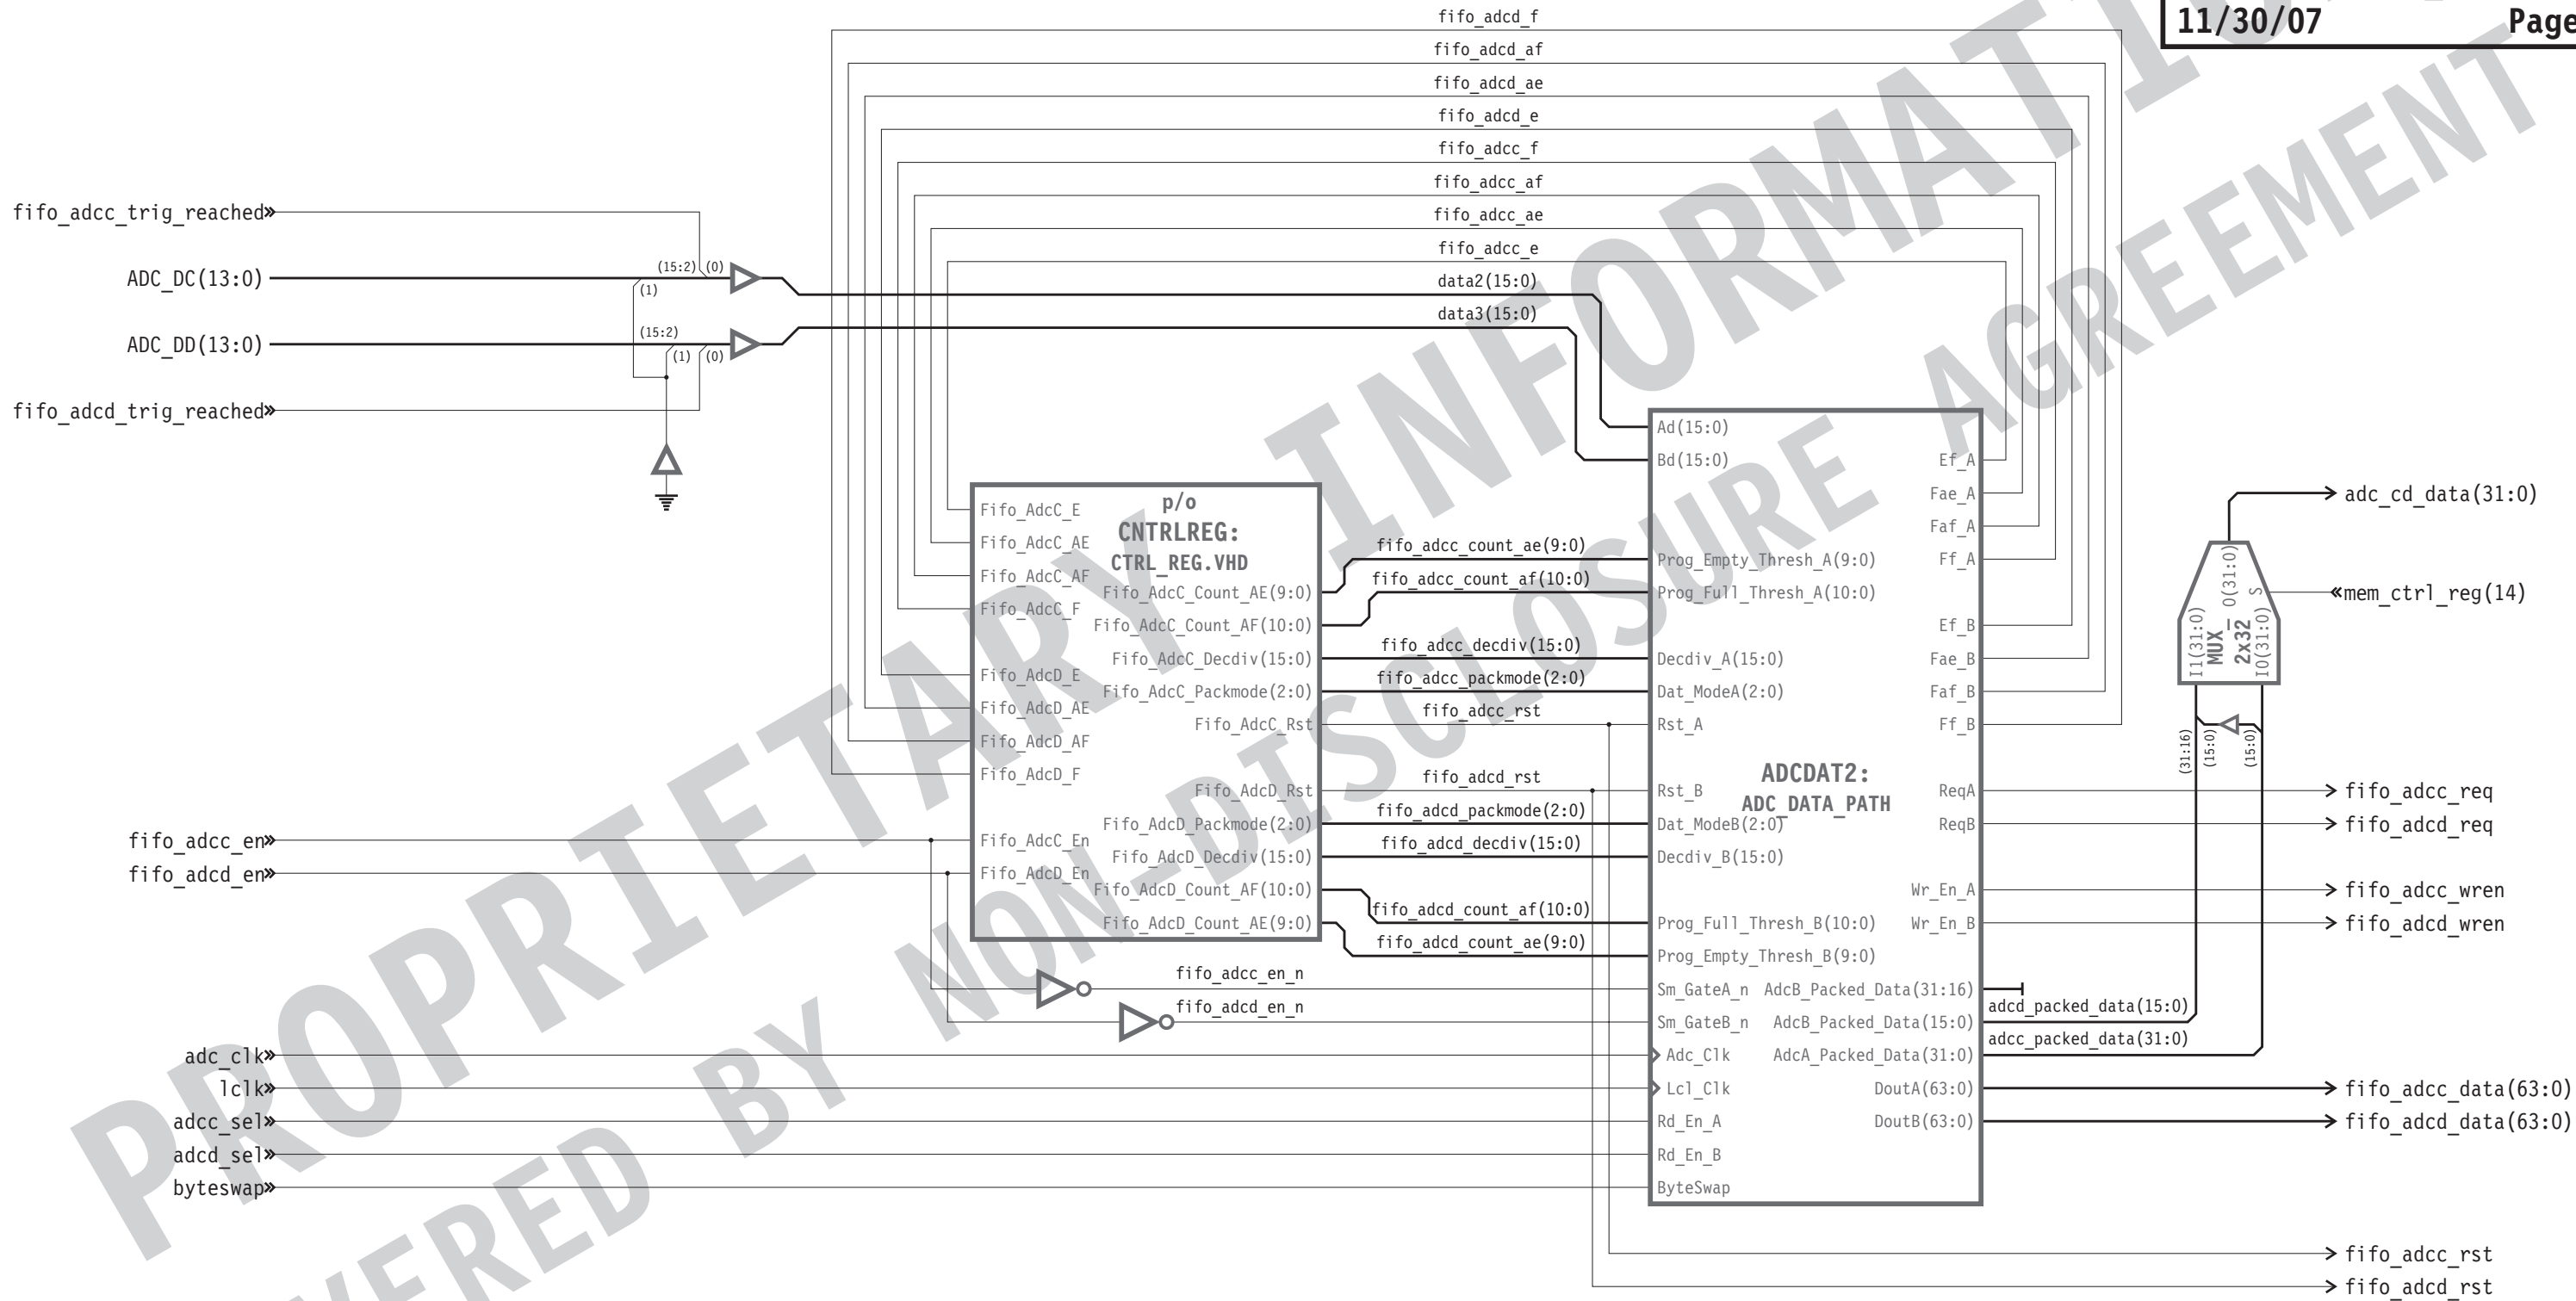 11/30/07 Page
fifo_adcd_f
fifo_adcd_af
fifo_adcd_ae
fifo_adcd_e
fifo_adcc_f
fifo_adcc_af
fifo_adcc_ae
fifo_adcc_e
data2(15:0)
data3(15:0)
fifo_adcc_trig_reached
ADC_DC(13:0)
(15:2) (0)
(1)
ADC_DD(13:0)
(15:2)
(1) (0)
fifo_adcd_trig_reached
fifo_adcc_en
fifo_adcd_en
adc_clk
lclk
adcc_sel
adcd_sel
byteswap
p/o
CNTRLREG:
CTRL_REG.VHD
Fifo_AdcC_E
Fifo_AdcC_AE
Fifo_AdcC_AF
Fifo_AdcC_F
Fifo_AdcD_E
Fifo_AdcD_AE
Fifo_AdcD_AF
Fifo_AdcD_F
Fifo_AdcC_En
Fifo_AdcD_En
Fifo_AdcC_Count_AE(9:0)
Fifo_AdcC_Count_AF(10:0)
Fifo_AdcC_Decdiv(15:0)
Fifo_AdcC_Packmode(2:0)
Fifo_AdcC_Rst
Fifo_AdcD_Rst
Fifo_AdcD_Packmode(2:0)
Fifo_AdcD_Decdiv(15:0)
Fifo_AdcD_Count_AF(10:0)
Fifo_AdcD_Count_AE(9:0)
fifo_adcc_count_ae(9:0)
fifo_adcc_count_af(10:0)
fifo_adcc_decdiv(15:0)
fifo_adcc_packmode(2:0)
fifo_adcc_rst
fifo_adcd_rst
fifo_adcd_packmode(2:0)
fifo_adcd_decdiv(15:0)
fifo_adcd_count_af(10:0)
fifo_adcd_count_ae(9:0)
fifo_adcc_en_n
fifo_adcd_en_n
Ad(15:0)
Bd(15:0)
Prog_Empty_Thresh_A(9:0)
Prog_Full_Thresh_A(10:0)
Decdiv_A(15:0)
Dat_ModeA(2:0)
Rst_A
Rst_B
Dat_ModeB(2:0)
Decdiv_B(15:0)
Prog_Full_Thresh_B(10:0)
Prog_Empty_Thresh_B(9:0)
Sm_GateA_n
Sm_GateB_n
Adc_Clk
Lcl_Clk
Rd_En_A
Rd_En_B
ByteSwap
ADCDAT2:
ADC_DATA_PATH
Ef_A
Fae_A
Faf_A
Ff_A
Ef_B
Fae_B
Faf_B
Ff_B
ReqA
ReqB
Wr_En_A
Wr_En_B
AdcB_Packed_Data(31:16)
AdcB_Packed_Data(15:0)
AdcA_Packed_Data(31:0)
DoutA(63:0)
DoutB(63:0)
adcd_packed_data(15:0)
adcc_packed_data(31:0)
adc_cd_data(31:0)
O(31:0)
S
I1(31:0)
MUX_
2x32
I0(31:0)
mem_ctrl_reg(14)
(31:16)
(15:0)
(15:0)
fifo_adcc_req
fifo_adcd_req
fifo_adcc_wren
fifo_adcd_wren
fifo_adcc_data(63:0)
fifo_adcd_data(63:0)
fifo_adcc_rst
fifo_adcd_rst
PROPRIETARY INFORMATIO
VERED BY NON-DISCLOSURE AGREEMENT